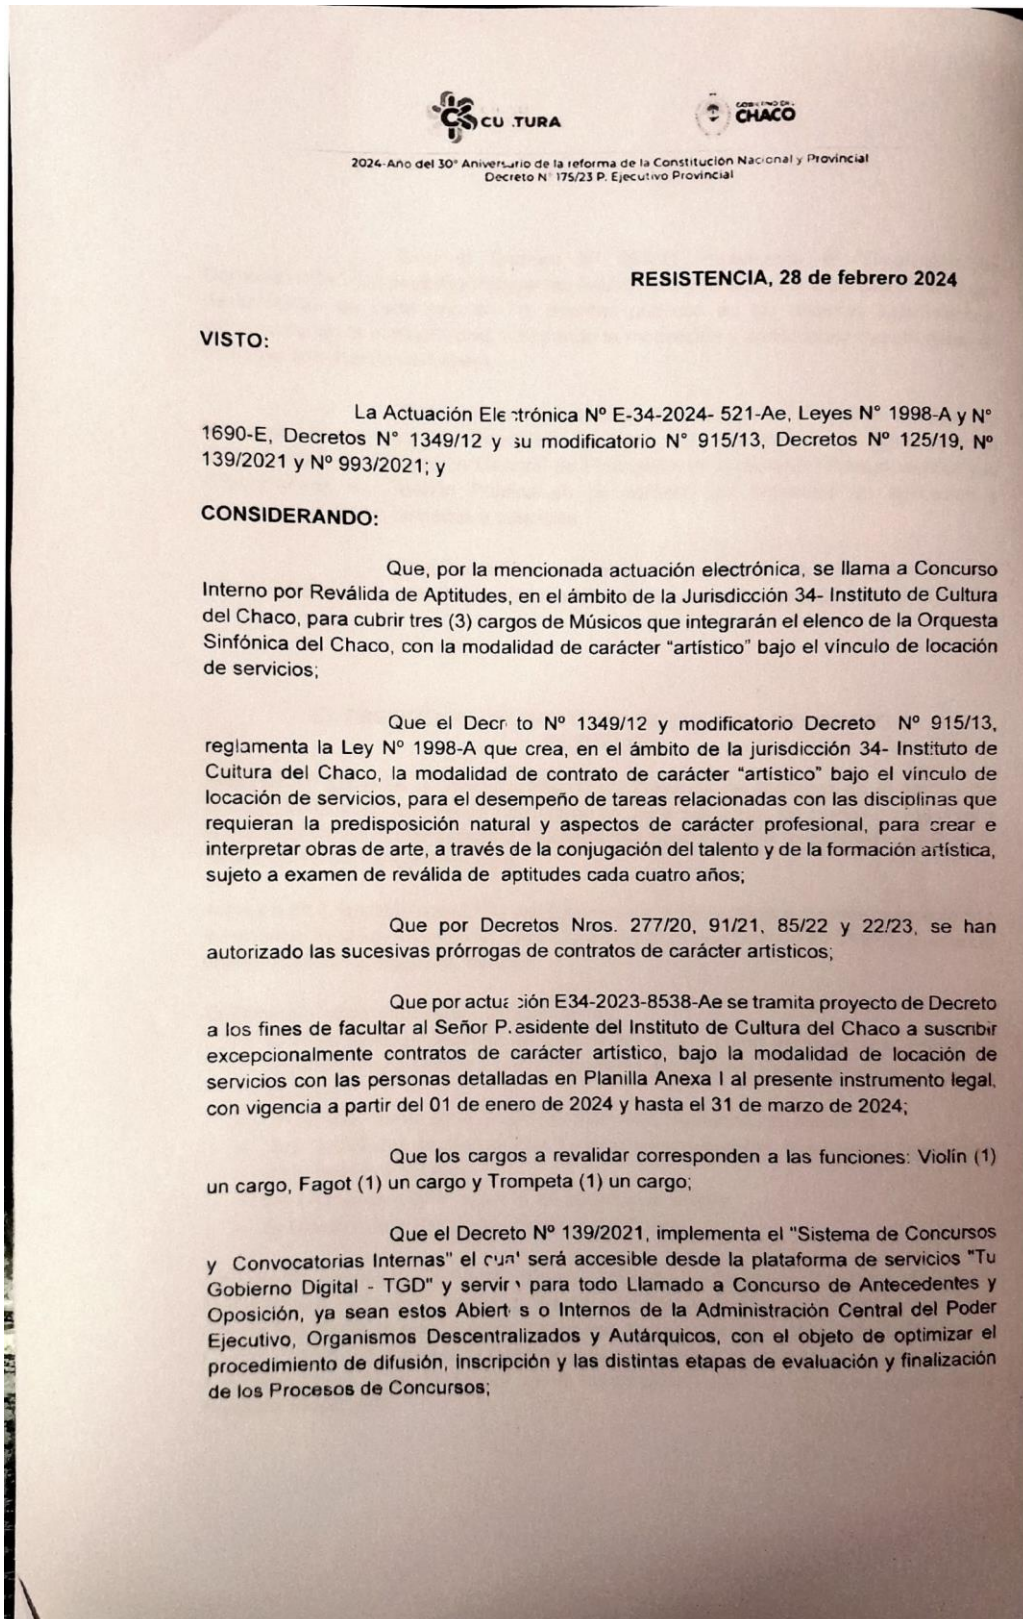 CU TURA
GOBIERNO DE
CHACO
2024-Año del 30° Aniversario de la reforma de la Constitución Nacional y Provincial
Decreto N° 175/23 P. Ejecutivo Provincial
RESISTENCIA, 28 de febrero 2024
VISTO:
La Actuación Electrónica Nº E-34-2024- 521-Ae, Leyes N° 1998-A y N°
1690-E, Decretos N° 1349/12 y su modificatorio N° 915/13, Decretos Nº 125/19, Nº
139/2021 y Nº 993/2021; y
CONSIDERANDO:
Que, por la mencionada actuación electrónica, se llama a Concurso
Interno por Reválida de Aptitudes, en el ámbito de la Jurisdicción 34- Instituto de Cultura
del Chaco, para cubrir tres (3) cargos de Músicos que integrarán el elenco de la Orquesta
Sinfónica del Chaco, con la modalidad de carácter “artístico” bajo el vínculo de locación
de servicios;
Que el Decreto Nº 1349/12 y modificatorio Decreto Nº 915/13,
reglamenta la Ley Nº 1998-A que crea, en el ámbito de la jurisdicción 34- Instituto de
Cultura del Chaco, la modalidad de contrato de carácter “artístico” bajo el vínculo de
locación de servicios, para el desempeño de tareas relacionadas con las disciplinas que
requieran la predisposición natural y aspectos de carácter profesional, para crear e
interpretar obras de arte, a través de la conjugación del talento y de la formación artística,
sujeto a examen de reválida de aptitudes cada cuatro años;
Que por Decretos Nros. 277/20, 91/21, 85/22 y 22/23, se han
autorizado las sucesivas prórrogas de contratos de carácter artísticos;
Que por actuación E34-2023-8538-Ae se tramita proyecto de Decreto
a los fines de facultar al Señor Presidente del Instituto de Cultura del Chaco a suscribir
excepcionalmente contratos de carácter artístico, bajo la modalidad de locación de
servicios con las personas detalladas en Planilla Anexa I al presente instrumento legal,
con vigencia a partir del 01 de enero de 2024 y hasta el 31 de marzo de 2024;
Que los cargos a revalidar corresponden a las funciones: Violín (1)
un cargo, Fagot (1) un cargo y Trompeta (1) un cargo;
Que el Decreto Nº 139/2021, implementa el "Sistema de Concursos
y Convocatorias Internas" el cual será accesible desde la plataforma de servicios "Tu
Gobierno Digital - TGD" y servirá para todo Llamado a Concurso de Antecedentes y
Oposición, ya sean estos Abiertos o Internos de la Administración Central del Poder
Ejecutivo, Organismos Descentralizados y Autárquicos, con el objeto de optimizar el
procedimiento de difusión, inscripción y las distintas etapas de evaluación y finalización
de los Procesos de Concursos;